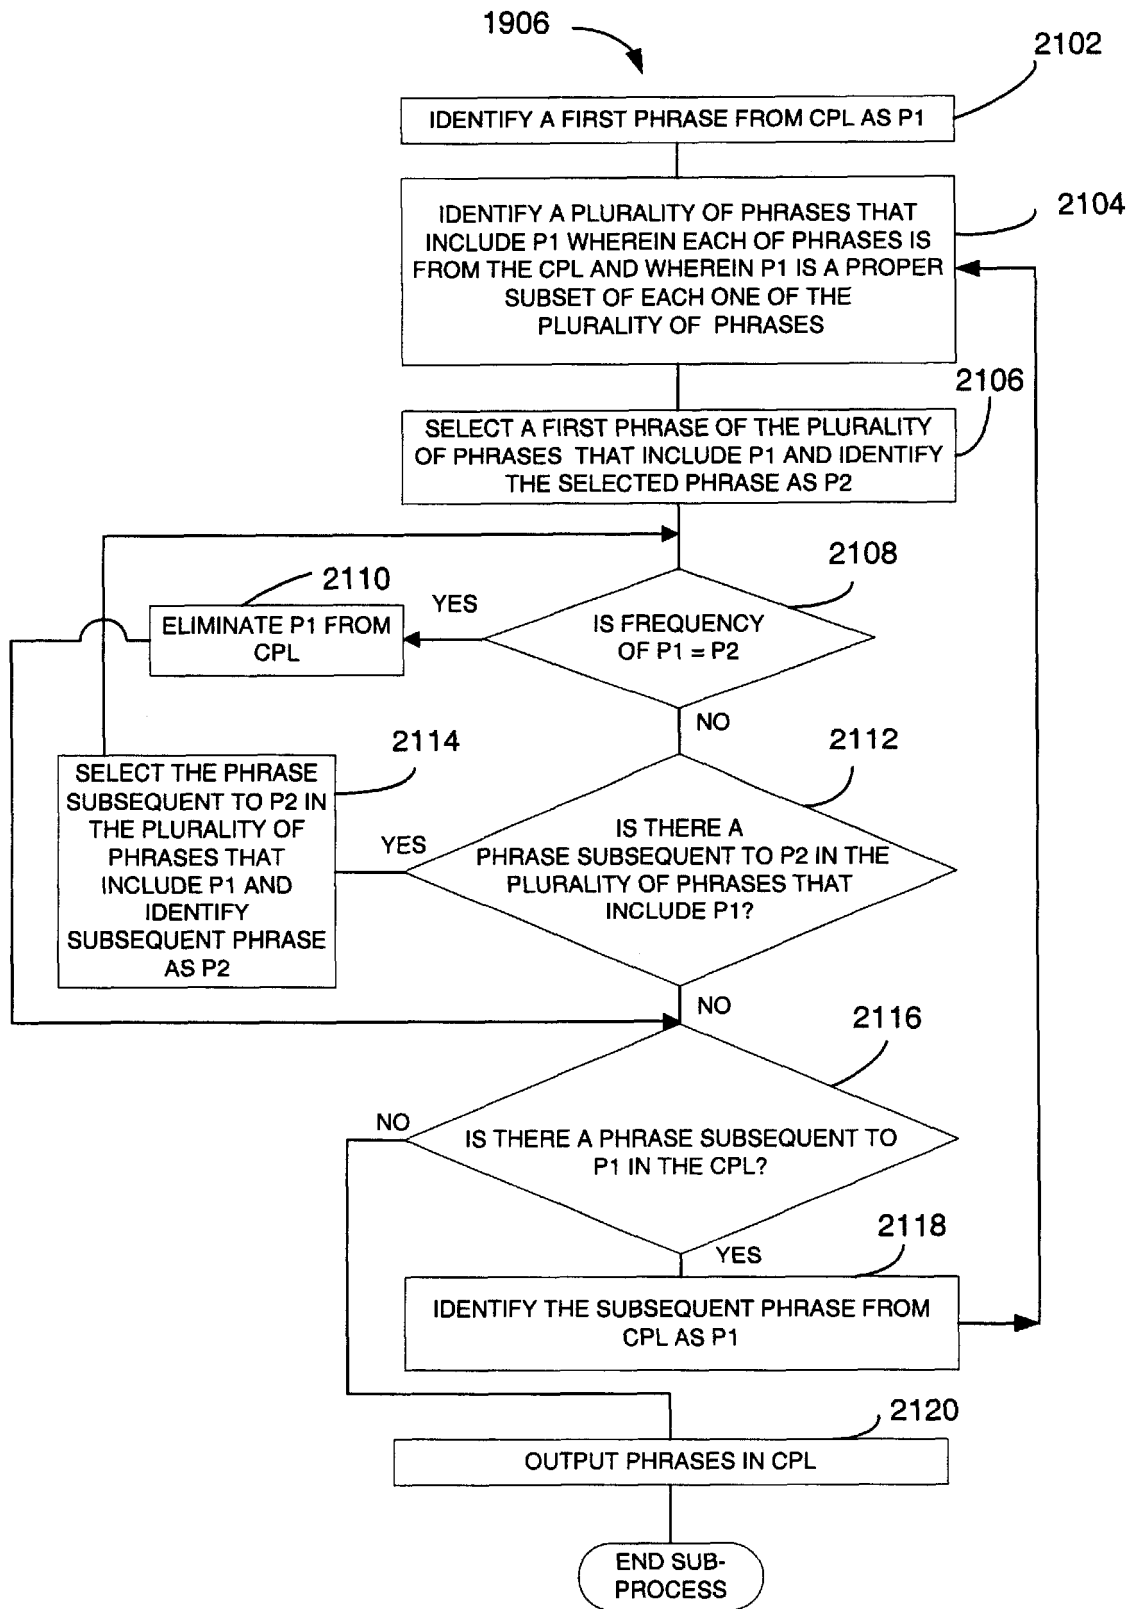 1906
2102
IDENTIFY A FIRST PHRASE FROM CPL AS P1
2104
IDENTIFY A PLURALITY OF PHRASES THAT
INCLUDE P1 WHEREIN EACH OF PHRASES IS
FROM THE CPL AND WHEREIN P1 IS A PROPER
SUBSET OF EACH ONE OF THE
PLURALITY OF PHRASES
2106
SELECT A FIRST PHRASE OF THE PLURALITY
OF PHRASES THAT INCLUDE P1 AND IDENTIFY
THE SELECTED PHRASE AS P2
2108
IS FREQUENCY
OF P1 = P2
YES
2110
ELIMINATE P1 FROM
CPL
NO
2112
IS THERE A
PHRASE SUBSEQUENT TO P2 IN THE
PLURALITY OF PHRASES THAT
INCLUDE P1?
YES
2114
SELECT THE PHRASE
SUBSEQUENT TO P2 IN
THE PLURALITY OF
PHRASES THAT
INCLUDE P1 AND
IDENTIFY
SUBSEQUENT PHRASE
AS P2
NO
2116
IS THERE A PHRASE SUBSEQUENT TO
P1 IN THE CPL?
NO
YES
2118
IDENTIFY THE SUBSEQUENT PHRASE FROM
CPL AS P1
2120
OUTPUT PHRASES IN CPL
END SUB-
PROCESS